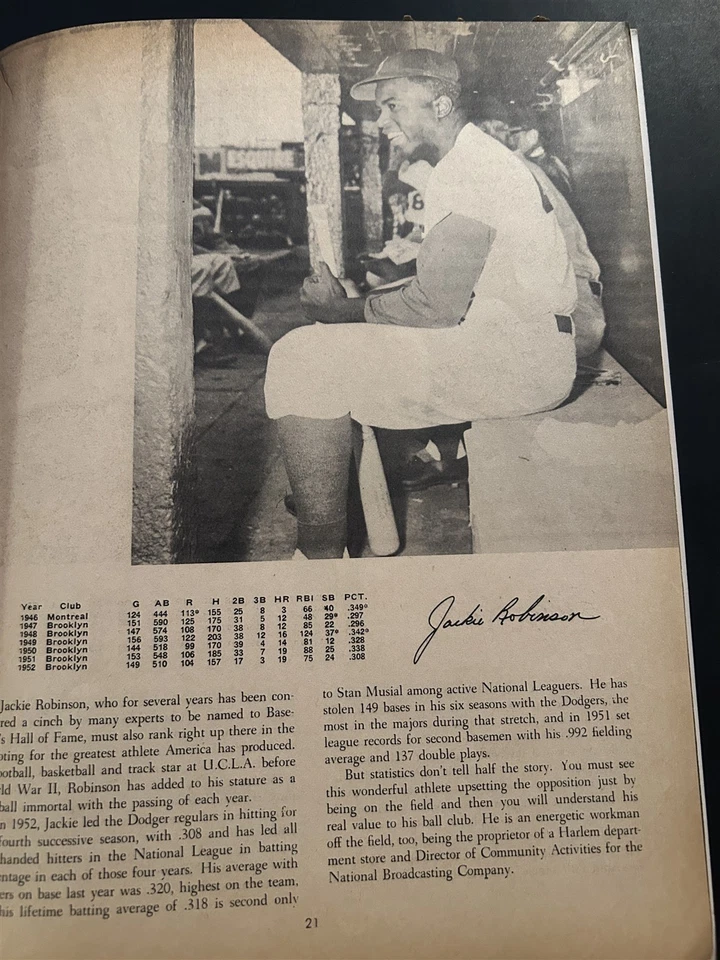 ESQUIRE
8
Year Club G AB R H 2B 3B HR RBI SB PCT.
1946 Montreal 124 444 113* 155 25 8 3 66 40 .349*
1947 Brooklyn 151 590 125 175 31 5 12 48 29* .297
1948 Brooklyn 147 574 108 170 38 8 12 85 22 .296
1949 Brooklyn 156 593 122 203 38 12 16 124 37* .342*
1950 Brooklyn 144 518 99 170 39 4 14 81 12 .328
1951 Brooklyn 153 548 106 185 33 7 19 88 25 .338
1952 Brooklyn 149 510 104 157 17 3 19 75 24 .308
Jackie Robinson
Jackie Robinson, who for several years has been con-
red a cinch by many experts to be named to Base-
's Hall of Fame, must also rank right up there in the
oting for the greatest athlete America has produced.
ootball, basketball and track star at U.C.L.A. before
ld War II, Robinson has added to his stature as a
ball immortal with the passing of each year.
n 1952, Jackie led the Dodger regulars in hitting for
fourth successive season, with .308 and has led all
handed hitters in the National League in batting
ntage in each of those four years. His average with
ers on base last year was .320, highest on the team,
his lifetime batting average of .318 is second only
to Stan Musial among active National Leaguers. He has
stolen 149 bases in his six seasons with the Dodgers, the
most in the majors during that stretch, and in 1951 set
league records for second basemen with his .992 fielding
average and 137 double plays.
But statistics don't tell half the story. You must see
this wonderful athlete upsetting the opposition just by
being on the field and then you will understand his
real value to his ball club. He is an energetic workman
off the field, too, being the proprietor of a Harlem depart-
ment store and Director of Community Activities for the
National Broadcasting Company.
21